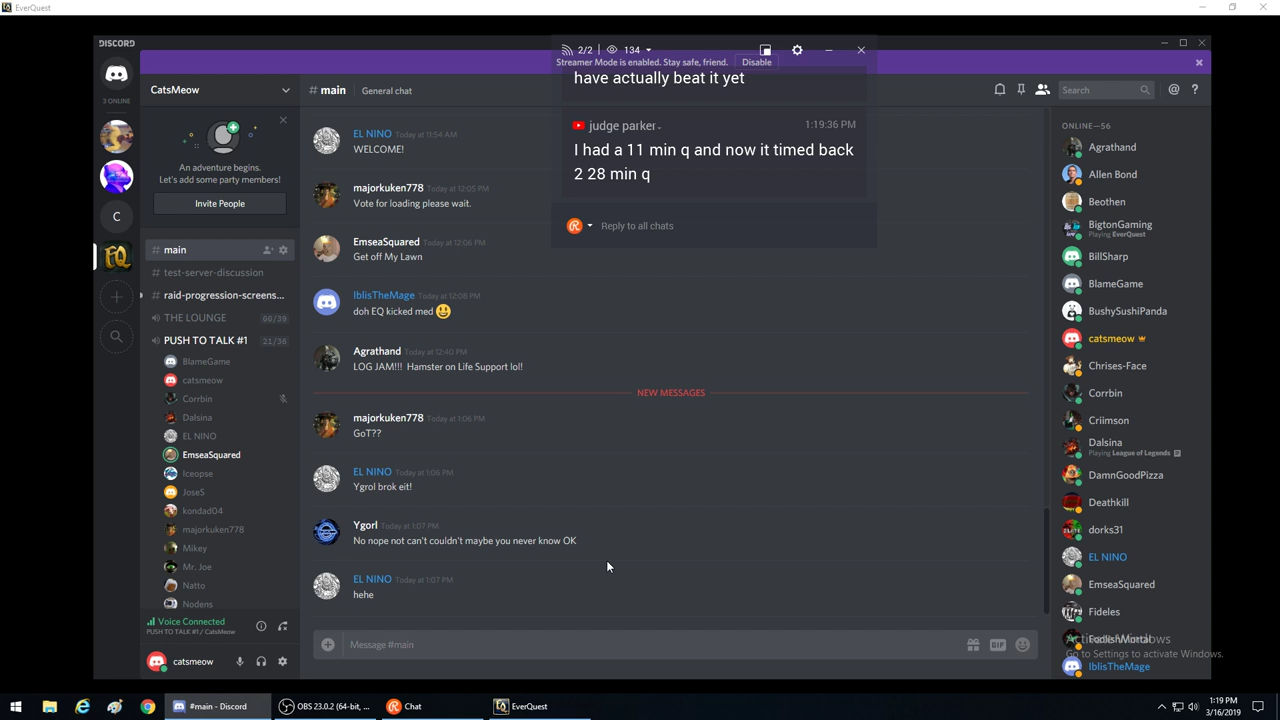 EverQuest
DISCORD
2/2
134
Streamer Mode is enabled. Stay safe, friend.
Disable
have actually beat it yet
judge parker
1:19:36 PM
I had a 11 min q and now it timed back
2 28 min q
Reply to all chats
3 ONLINE
C
CatsMeow
An adventure begins.
Let's add some party members!
Invite People
# main
# test-server-discussion
# raid-progression-screens...
THE LOUNGE
PUSH TO TALK #1
21/36
BlameGame
catsmeow
Corrbin
Dalsina
EL NINO
EmseaSquared
Iceopse
JoseS
kondad04
majorkuken778
Mikey
Mr. Joe
Natto
Nodens
Voice Connected
PUSH TO TALK #1 / CatsMeow
catsmeow
# main
General chat
Search
EL NINO Today at 11:54 AM
WELCOME!
majorkuken778 Today at 12:05 PM
Vote for loading please wait.
EmseaSquared Today at 12:06 PM
Get off My Lawn
IblisTheMage Today at 12:08 PM
doh EQ kicked med
Agrathand Today at 12:40 PM
LOG JAM!!! Hamster on Life Support lol!
NEW MESSAGES
majorkuken778 Today at 1:06 PM
GoT??
EL NINO Today at 1:06 PM
Ygrol brok eit!
Ygorl Today at 1:07 PM
No nope not can't couldn't maybe you never know OK
EL NINO Today at 1:07 PM
hehe
Message #main
GIF
ONLINE—56
Agrathand
Allen Bond
Beothen
BigtonGaming
Playing EverQuest
BillSharp
BlameGame
BushySushiPanda
catsmeow
Chrises-Face
Corrbin
Criimson
Dalsina
Playing League of Legends
DamnGoodPizza
Deathkill
dorks31
EL NINO
EmseaSquared
Fideles
Activate Windows
Go to Settings to activate Windows.
IblisTheMage
#main - Discord
OBS 23.0.2 (64-bit, ...
Chat
EverQuest
1:19 PM
3/16/2019